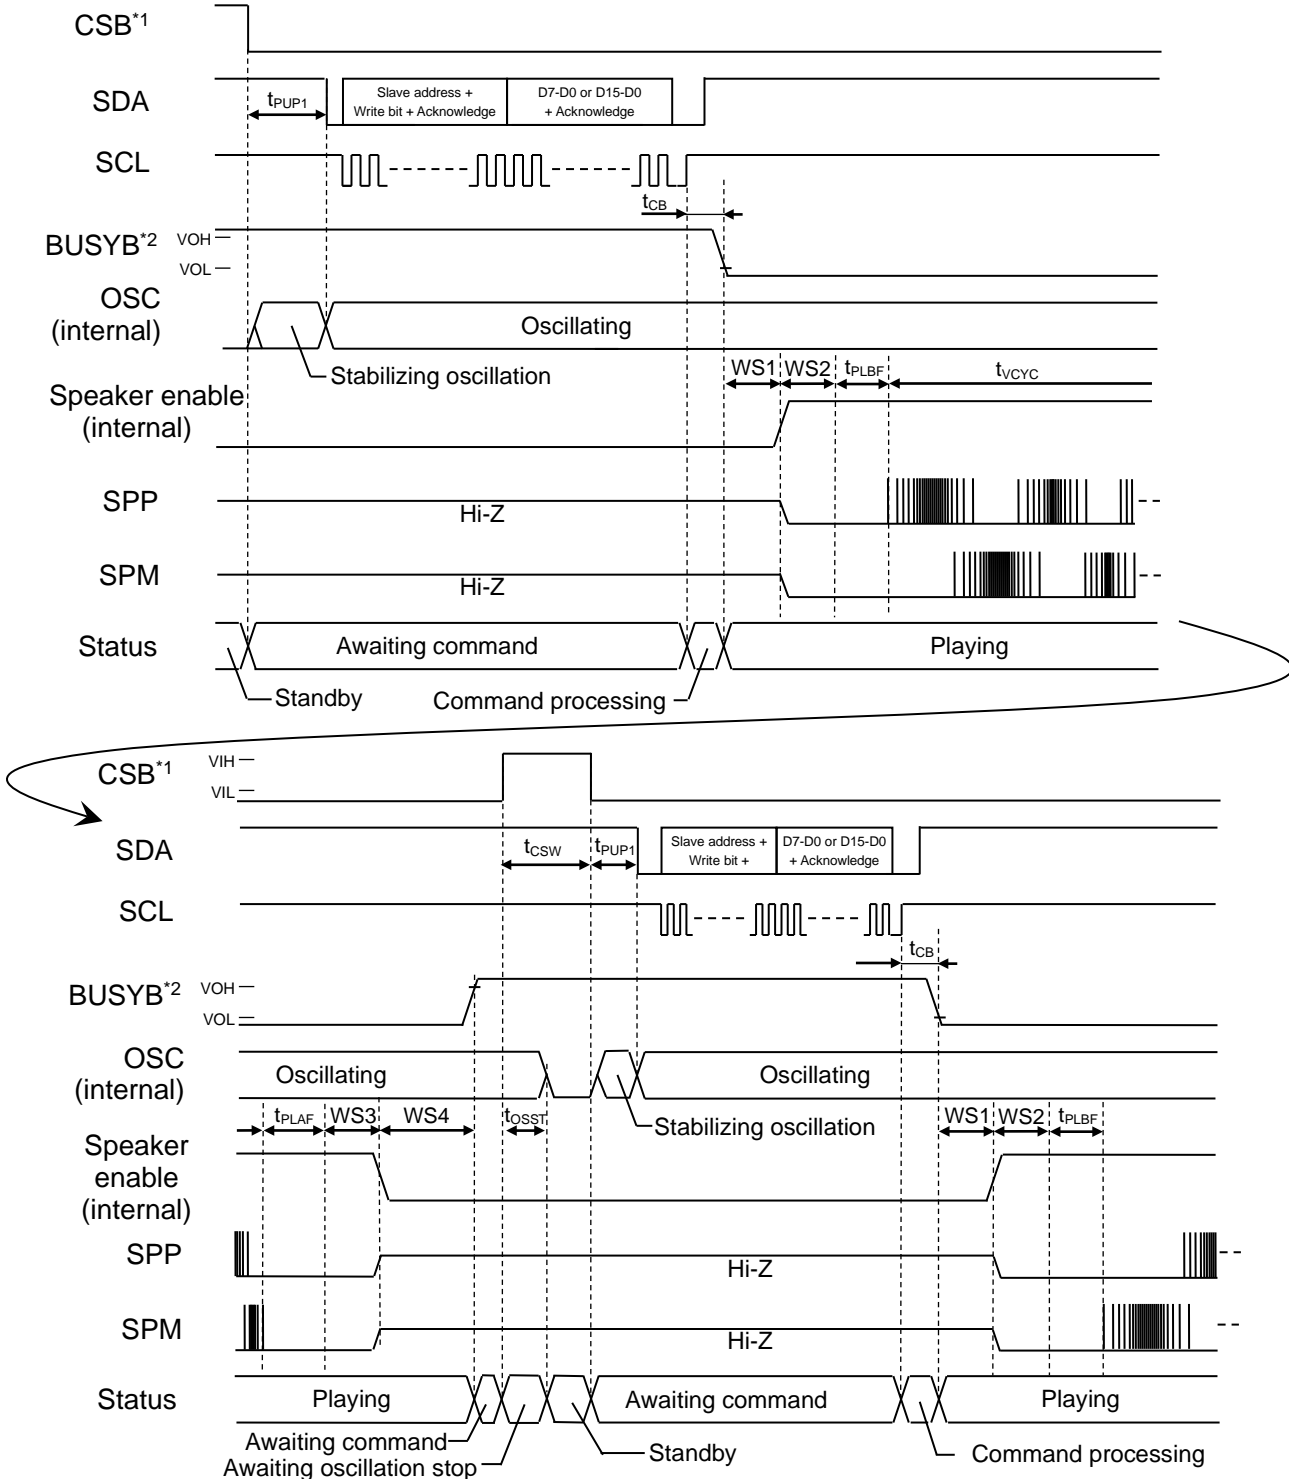 CSB*1
SDA
tPUP1
Slave address +
Write bit + Acknowledge
D7-D0 or D15-D0
+ Acknowledge
SCL
tCB
BUSYB*2
VOH
VOL
OSC
(internal)
Oscillating
Stabilizing oscillation
WS1
WS2
tPLBF
tVCYC
Speaker enable
(internal)
SPP
Hi-Z
SPM
Hi-Z
Status
Awaiting command
Playing
Standby
Command processing
CSB*1
VIH
VIL
SDA
tCSW
tPUP1
Slave address +
Write bit +
D7-D0 or D15-D0
+ Acknowledge
SCL
tCB
BUSYB*2
VOH
VOL
OSC
(internal)
Oscillating
Oscillating
Stabilizing oscillation
tPLAF
WS3
WS4
tOSST
WS1
WS2
tPLBF
Speaker
enable
(internal)
SPP
Hi-Z
SPM
Hi-Z
Status
Playing
Awaiting command
Playing
Awaiting command
Awaiting oscillation stop
Standby
Command processing